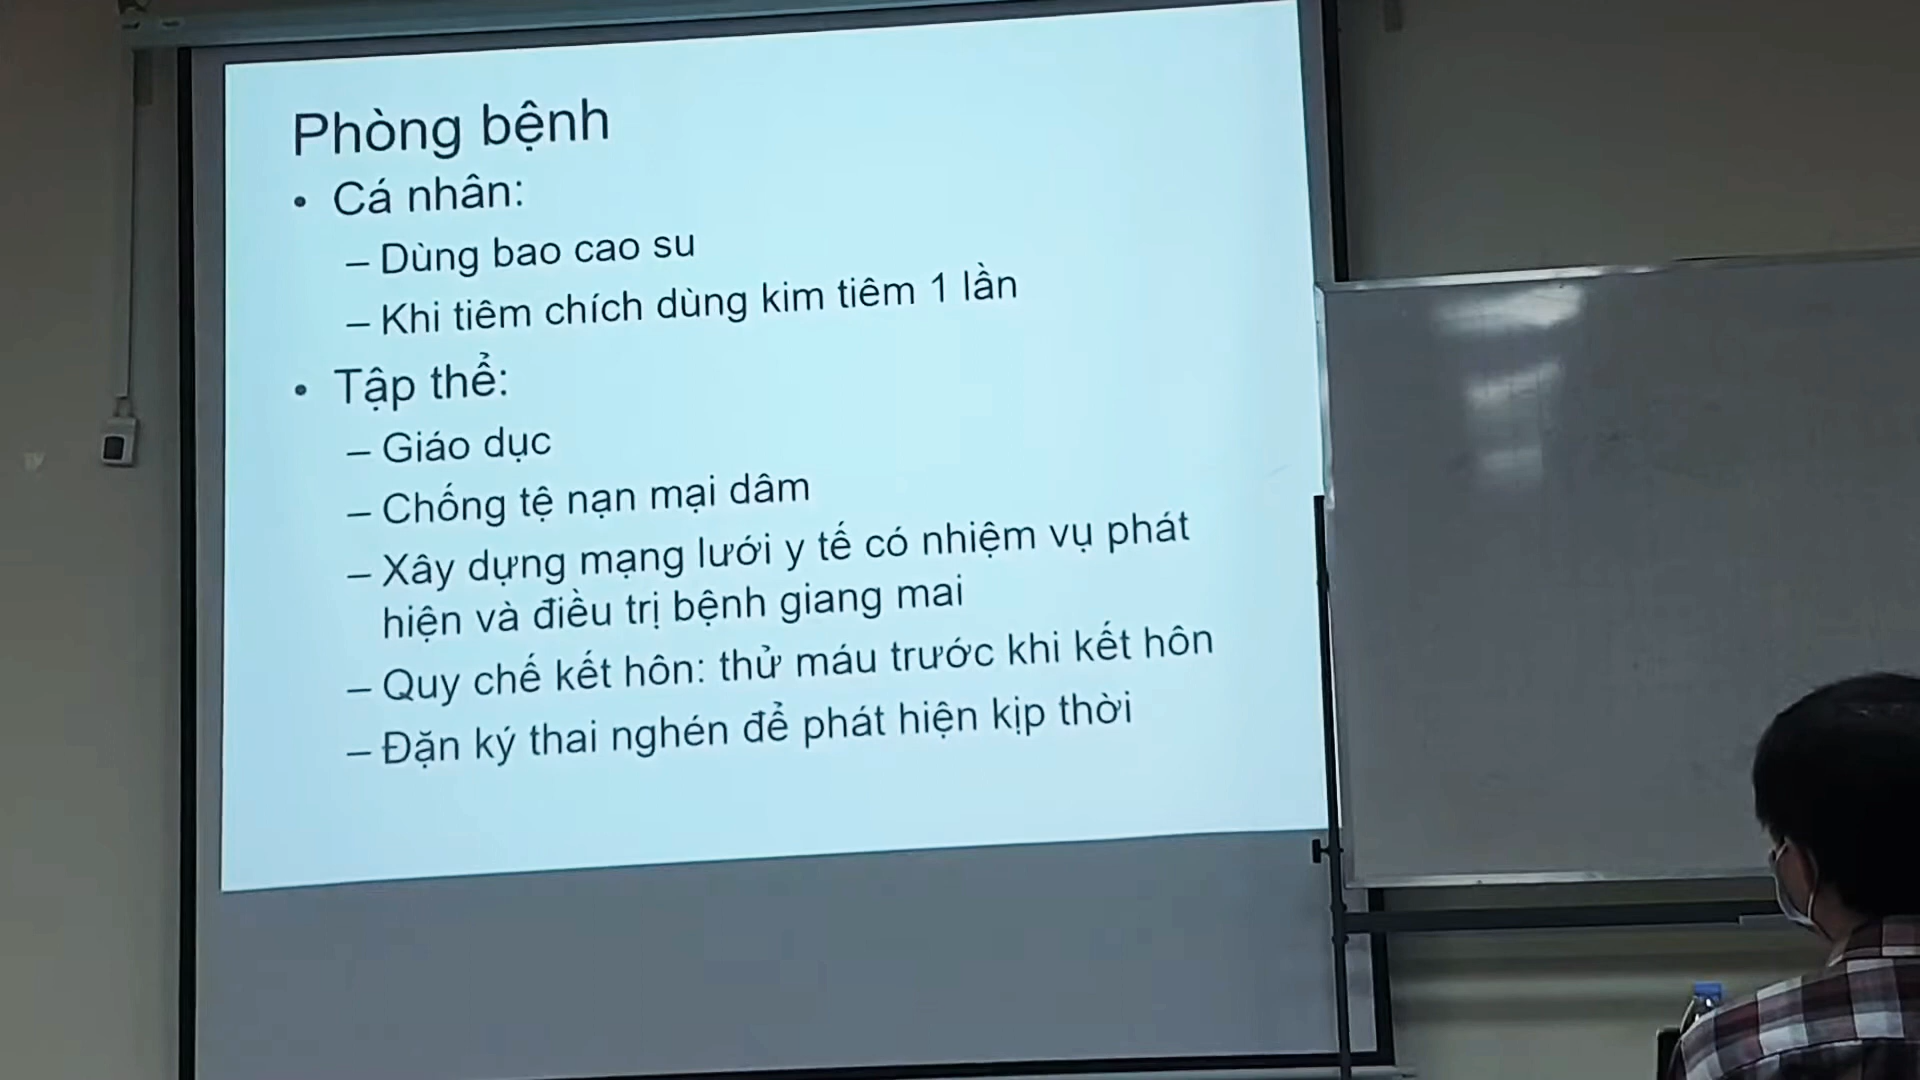 Phòng bệnh
• Cá nhân:
– Dùng bao cao su
– Khi tiêm chích dùng kim tiêm 1 lần
• Tập thể:
– Giáo dục
– Chống tệ nạn mại dâm
– Xây dựng mạng lưới y tế có nhiệm vụ phát
hiện và điều trị bệnh giang mai
– Quy chế kết hôn: thử máu trước khi kết hôn
– Đặn ký thai nghén để phát hiện kịp thời